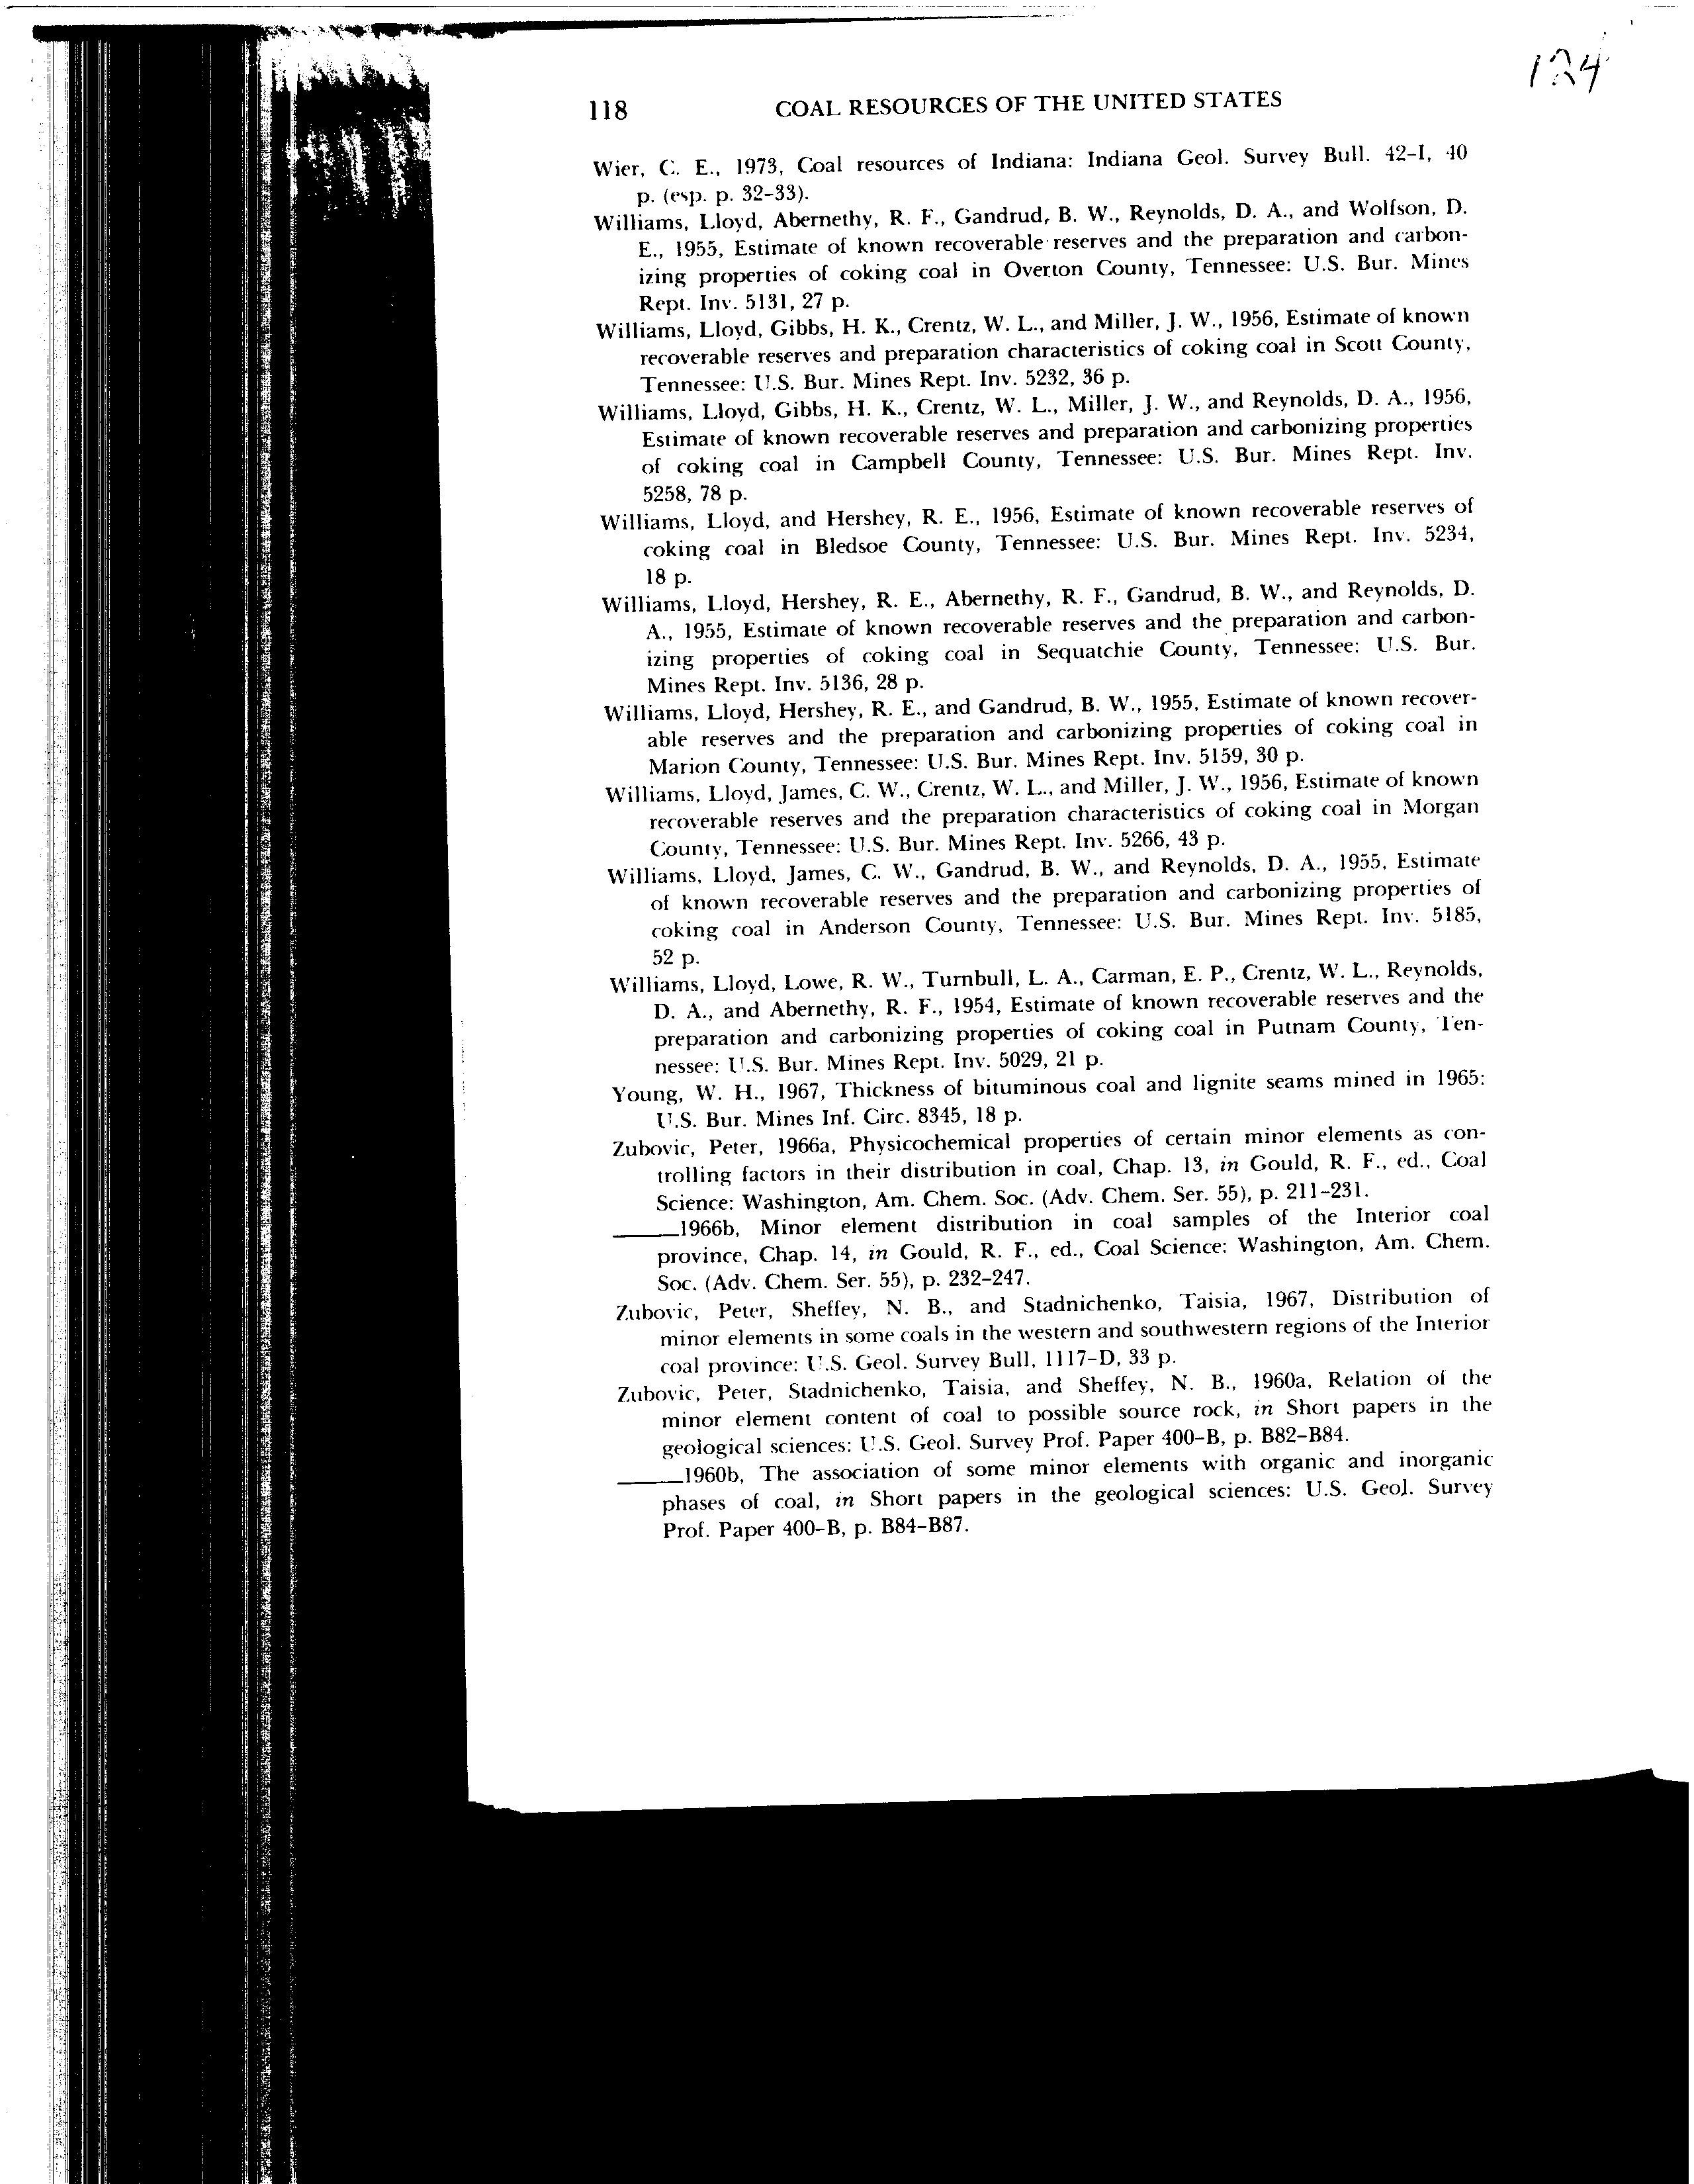 124
118 COAL RESOURCES OF THE UNITED STATES
Wier, C. E., 1973, Coal resources of Indiana: Indiana Geol. Survey Bull. 42–I, 40
p. (esp. p. 32–33).
Williams, Lloyd, Abernethy, R. F., Gandrud, B. W., Reynolds, D. A., and Wolfson, D.
E., 1955, Estimate of known recoverable reserves and the preparation and carbon-
izing properties of coking coal in Overton County, Tennessee: U.S. Bur. Mines
Rept. Inv. 5131, 27 p.
Williams, Lloyd, Gibbs, H. K., Crentz, W. L., and Miller, J. W., 1956, Estimate of known
recoverable reserves and preparation characteristics of coking coal in Scott County,
Tennessee: U.S. Bur. Mines Rept. Inv. 5232, 36 p.
Williams, Lloyd, Gibbs, H. K., Crentz, W. L., Miller, J. W., and Reynolds, D. A., 1956,
Estimate of known recoverable reserves and preparation and carbonizing properties
of coking coal in Campbell County, Tennessee: U.S. Bur. Mines Rept. Inv.
5258, 78 p.
Williams, Lloyd, and Hershey, R. E., 1956, Estimate of known recoverable reserves of
coking coal in Bledsoe County, Tennessee: U.S. Bur. Mines Rept. Inv. 5234,
18 p.
Williams, Lloyd, Hershey, R. E., Abernethy, R. F., Gandrud, B. W., and Reynolds, D.
A., 1955, Estimate of known recoverable reserves and the preparation and carbon-
izing properties of coking coal in Sequatchie County, Tennessee: U.S. Bur.
Mines Rept. Inv. 5136, 28 p.
Williams, Lloyd, Hershey, R. E., and Gandrud, B. W., 1955, Estimate of known recover-
able reserves and the preparation and carbonizing properties of coking coal in
Marion County, Tennessee: U.S. Bur. Mines Rept. Inv. 5159, 30 p.
Williams, Lloyd, James, C. W., Crentz, W. L., and Miller, J. W., 1956, Estimate of known
recoverable reserves and the preparation characteristics of coking coal in Morgan
County, Tennessee: U.S. Bur. Mines Rept. Inv. 5266, 43 p.
Williams, Lloyd, James, C. W., Gandrud, B. W., and Reynolds, D. A., 1955, Estimate
of known recoverable reserves and the preparation and carbonizing properties of
coking coal in Anderson County, Tennessee: U.S. Bur. Mines Rept. Inv. 5185,
52 p.
Williams, Lloyd, Lowe, R. W., Turnbull, L. A., Carman, E. P., Crentz, W. L., Reynolds,
D. A., and Abernethy, R. F., 1954, Estimate of known recoverable reserves and the
preparation and carbonizing properties of coking coal in Putnam County, Ten-
nessee: U.S. Bur. Mines Rept. Inv. 5029, 21 p.
Young, W. H., 1967, Thickness of bituminous coal and lignite seams mined in 1965:
U.S. Bur. Mines Inf. Circ. 8345, 18 p.
Zubovic, Peter, 1966a, Physicochemical properties of certain minor elements as con-
trolling factors in their distribution in coal, Chap. 13, in Gould, R. F., ed., Coal
Science: Washington, Am. Chem. Soc. (Adv. Chem. Ser. 55), p. 211–231.
_____1966b, Minor element distribution in coal samples of the Interior coal
province, Chap. 14, in Gould, R. F., ed., Coal Science: Washington, Am. Chem.
Soc. (Adv. Chem. Ser. 55), p. 232–247.
Zubovic, Peter, Sheffey, N. B., and Stadnichenko, Taisia, 1967, Distribution of
minor elements in some coals in the western and southwestern regions of the Interior
coal province: U.S. Geol. Survey Bull, 1117–D, 33 p.
Zubovic, Peter, Stadnichenko, Taisia, and Sheffey, N. B., 1960a, Relation of the
minor element content of coal to possible source rock, in Short papers in the
geological sciences: U.S. Geol. Survey Prof. Paper 400–B, p. B82–B84.
_____1960b, The association of some minor elements with organic and inorganic
phases of coal, in Short papers in the geological sciences: U.S. Geol. Survey
Prof. Paper 400–B, p. B84–B87.